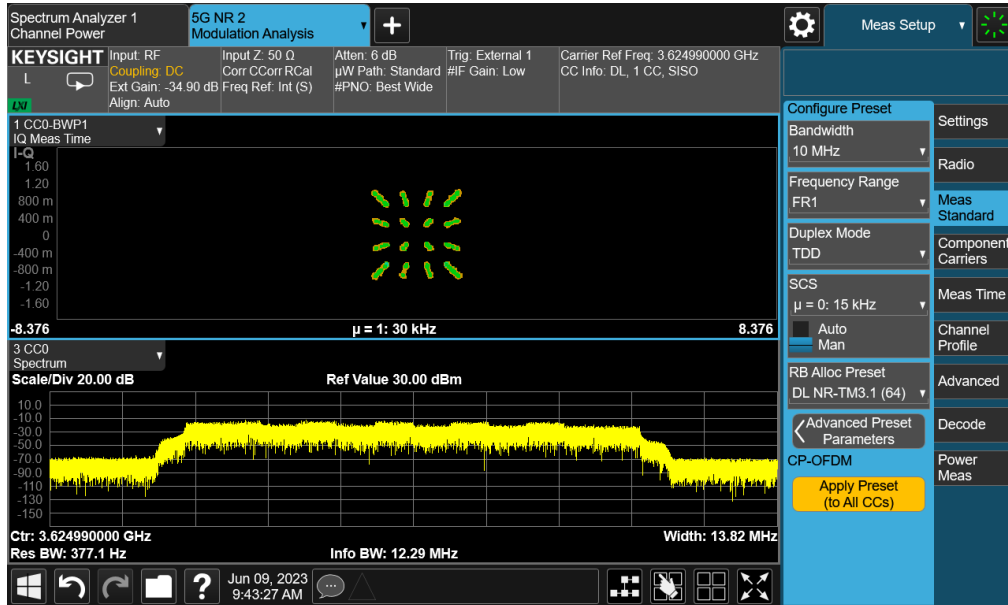 Spectrum Analyzer 1
Channel Power
5G NR 2
Modulation Analysis
Meas Setup
KEYSIGHT
L
LXI
Input: RF
Coupling: DC
Ext Gain: -34.90 dB
Align: Auto
Input Z: 50 Ω
Corr CCorr RCal
Freq Ref: Int (S)
Atten: 6 dB
µW Path: Standard
#PNO: Best Wide
Trig: External 1
#IF Gain: Low
Carrier Ref Freq: 3.624990000 GHz
CC Info: DL, 1 CC, SISO
1 CC0-BWP1
IQ Meas Time
I-Q
1.60
1.20
800 m
400 m
0
-400 m
-800 m
-1.20
-1.60
-8.376
µ = 1: 30 kHz
8.376
3 CC0
Spectrum
Scale/Div 20.00 dB
Ref Value 30.00 dBm
10.0
-10.0
-30.0
-50.0
-70.0
-90.0
-110
-130
-150
Ctr: 3.624990000 GHz
Width: 13.82 MHz
Res BW: 377.1 Hz
Info BW: 12.29 MHz
Configure Preset
Bandwidth
10 MHz
Frequency Range
FR1
Duplex Mode
TDD
SCS
µ = 0: 15 kHz
Auto
Man
RB Alloc Preset
DL NR-TM3.1 (64)
Advanced Preset
Parameters
CP-OFDM
Apply Preset
(to All CCs)
Settings
Radio
Meas
Standard
Component
Carriers
Meas Time
Channel
Profile
Advanced
Decode
Power
Meas
?
Jun 09, 2023
9:43:27 AM